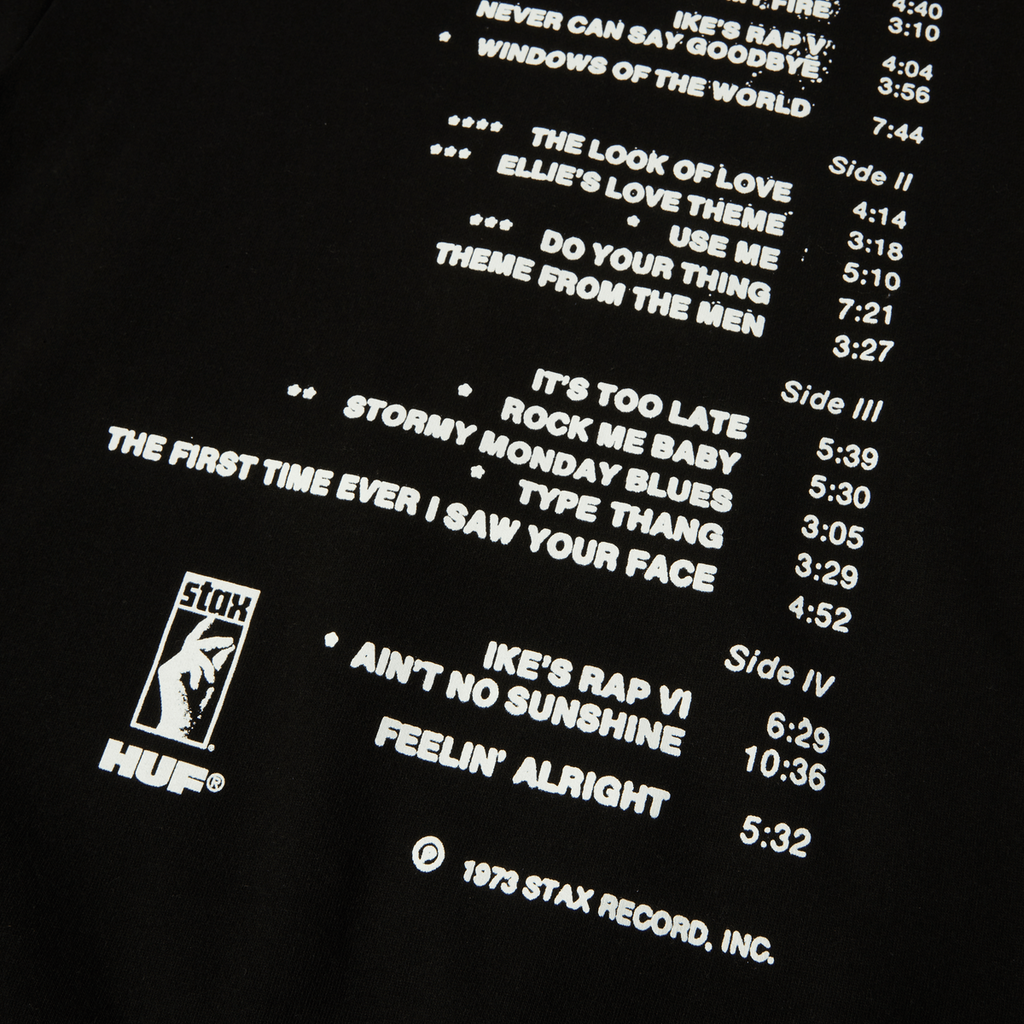 4:40
FIRE 3:10
IKE'S RAP V 4:04
NEVER CAN SAY GOODBYE 3:56
* WINDOWS OF THE WORLD 7:44
Side II
**** THE LOOK OF LOVE 4:14
*** ELLIE'S LOVE THEME 3:18
* USE ME 5:10
*** DO YOUR THING 7:21
THEME FROM THE MEN 3:27
Side III
IT'S TOO LATE 5:39
* ROCK ME BABY 5:30
** STORMY MONDAY BLUES 3:05
* TYPE THANG 3:29
THE FIRST TIME EVER I SAW YOUR FACE 4:52
Side IV
IKE'S RAP VI 6:29
* AIN'T NO SUNSHINE 10:36
FEELIN' ALRIGHT 5:32
stax
HUF®
Ⓟ 1973 STAX RECORD, INC.